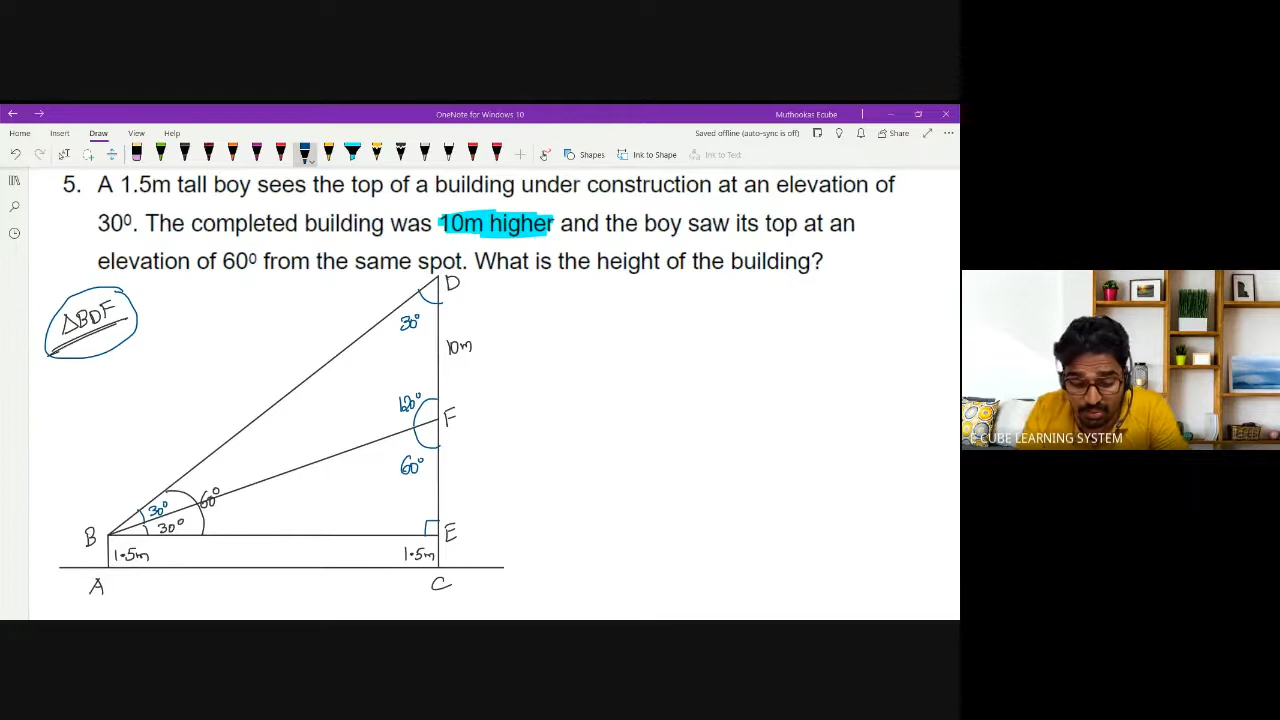 OneNote for Windows 10
Muthookas Ecube
Home Insert Draw View Help
Saved offline (auto-sync is off)
Share
Shapes
Ink to Shape
Ink to Text
5. A 1.5m tall boy sees the top of a building under construction at an elevation of
30⁰. The completed building was 10m higher and the boy saw its top at an
elevation of 60⁰ from the same spot. What is the height of the building?
△BDF
D
30°
10m
120°
F
60°
60°
30°
30°
B
E
1.5m
1.5m
A
C
E CUBE LEARNING SYSTEM